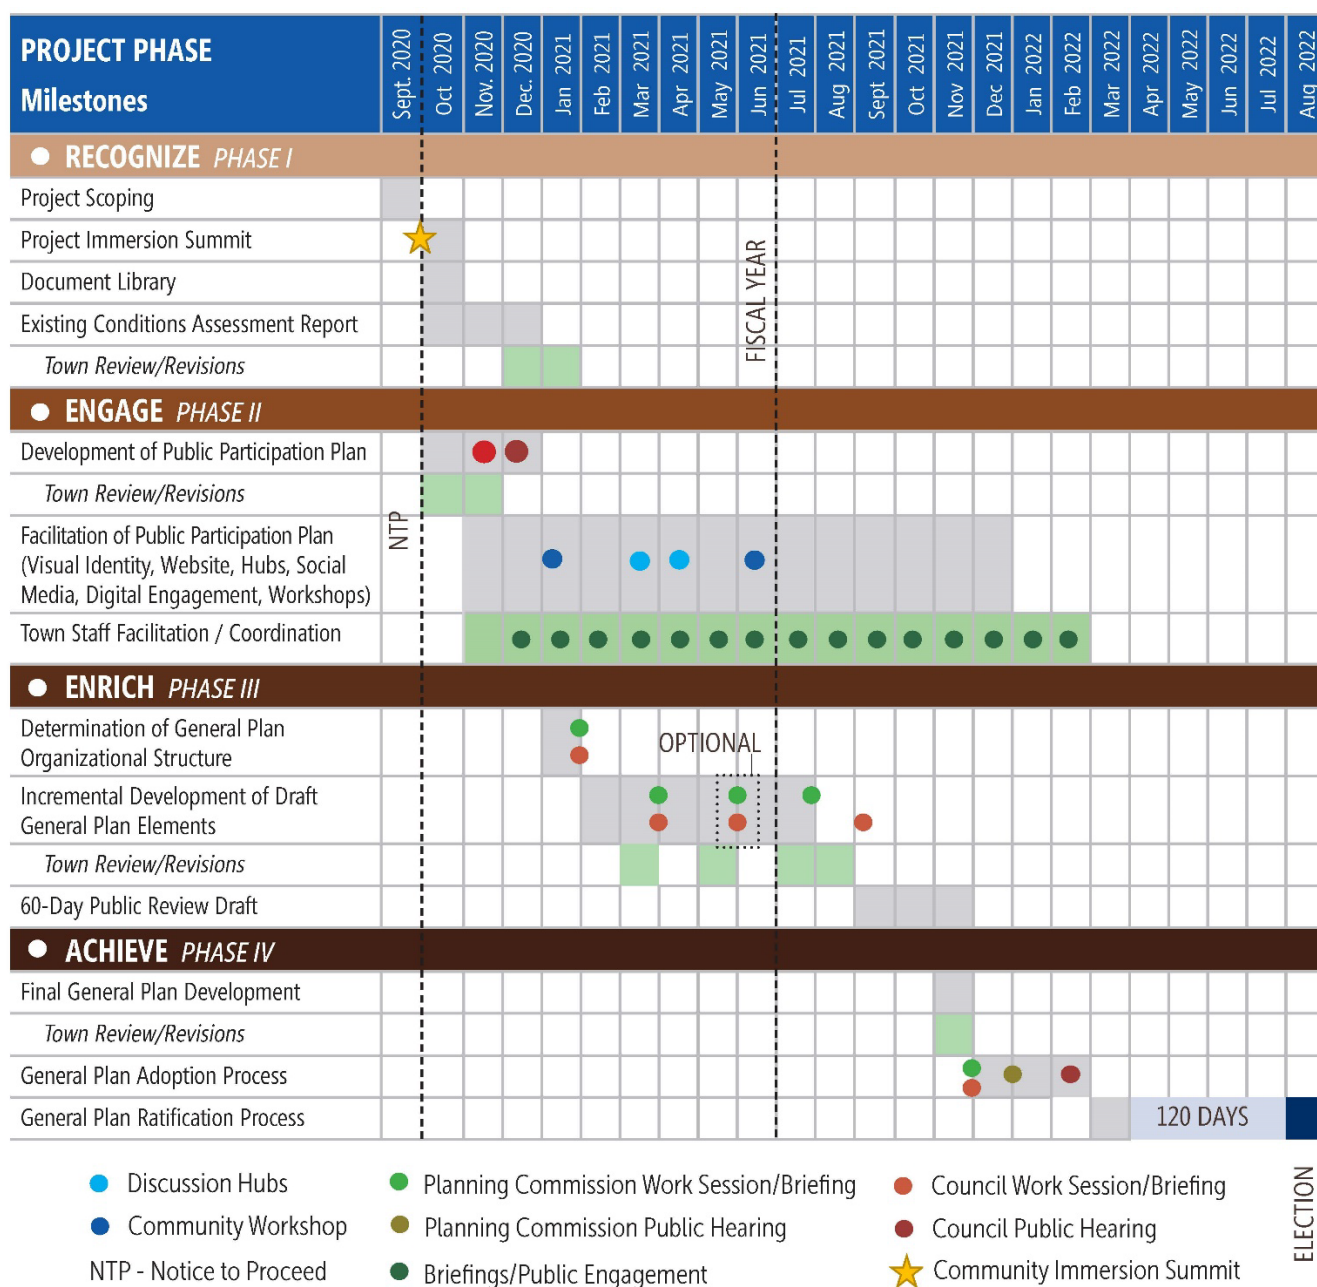 PROJECT PHASE
Milestones
Sept. 2020
Oct 2020
Nov. 2020
Dec. 2020
Jan 2021
Feb 2021
Mar 2021
Apr 2021
May 2021
Jun 2021
Jul 2021
Aug 2021
Sept 2021
Oct 2021
Nov 2021
Dec 2021
Jan 2022
Feb 2022
Mar 2022
Apr 2022
May 2022
Jun 2022
Jul 2022
Aug 2022
RECOGNIZE PHASE I
Project Scoping
Project Immersion Summit
Document Library
Existing Conditions Assessment Report
Town Review/Revisions
FISCAL YEAR
ENGAGE PHASE II
Development of Public Participation Plan
Town Review/Revisions
NTP
Facilitation of Public Participation Plan
(Visual Identity, Website, Hubs, Social
Media, Digital Engagement, Workshops)
Town Staff Facilitation / Coordination
ENRICH PHASE III
Determination of General Plan
Organizational Structure
OPTIONAL
Incremental Development of Draft
General Plan Elements
Town Review/Revisions
60-Day Public Review Draft
ACHIEVE PHASE IV
Final General Plan Development
Town Review/Revisions
General Plan Adoption Process
General Plan Ratification Process
120 DAYS
ELECTION
Discussion Hubs
Planning Commission Work Session/Briefing
Council Work Session/Briefing
Community Workshop
Planning Commission Public Hearing
Council Public Hearing
NTP - Notice to Proceed
Briefings/Public Engagement
Community Immersion Summit